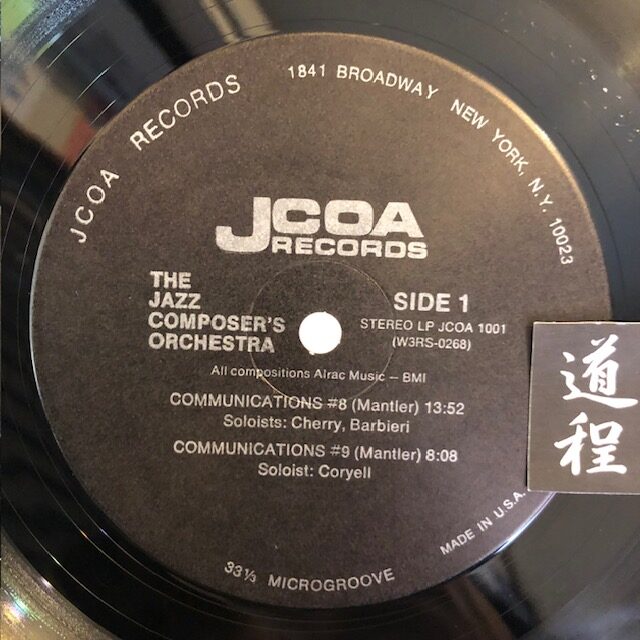 JCOA RECORDS
1841 BROADWAY NEW YORK, N.Y. 10023
JCOA
RECORDS
THE
JAZZ
COMPOSER'S
ORCHESTRA
SIDE 1
STEREO LP JCOA 1001
(W3RS-0268)
All compositions Alrac Music — BMI
COMMUNICATIONS #8 (Mantler) 13:52
Soloists: Cherry, Barbieri
COMMUNICATIONS #9 (Mantler) 8:08
Soloist: Coryell
33⅓ MICROGROOVE
MADE IN U.S.A.
道程